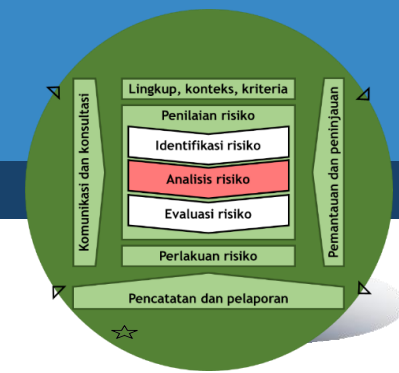 Lingkup, konteks, kriteria
Komunikasi dan konsultasi
Penilaian risiko
Identifikasi risiko
Analisis risiko
Evaluasi risiko
Pemantauan dan peninjauan
Perlakuan risiko
Pencatatan dan pelaporan